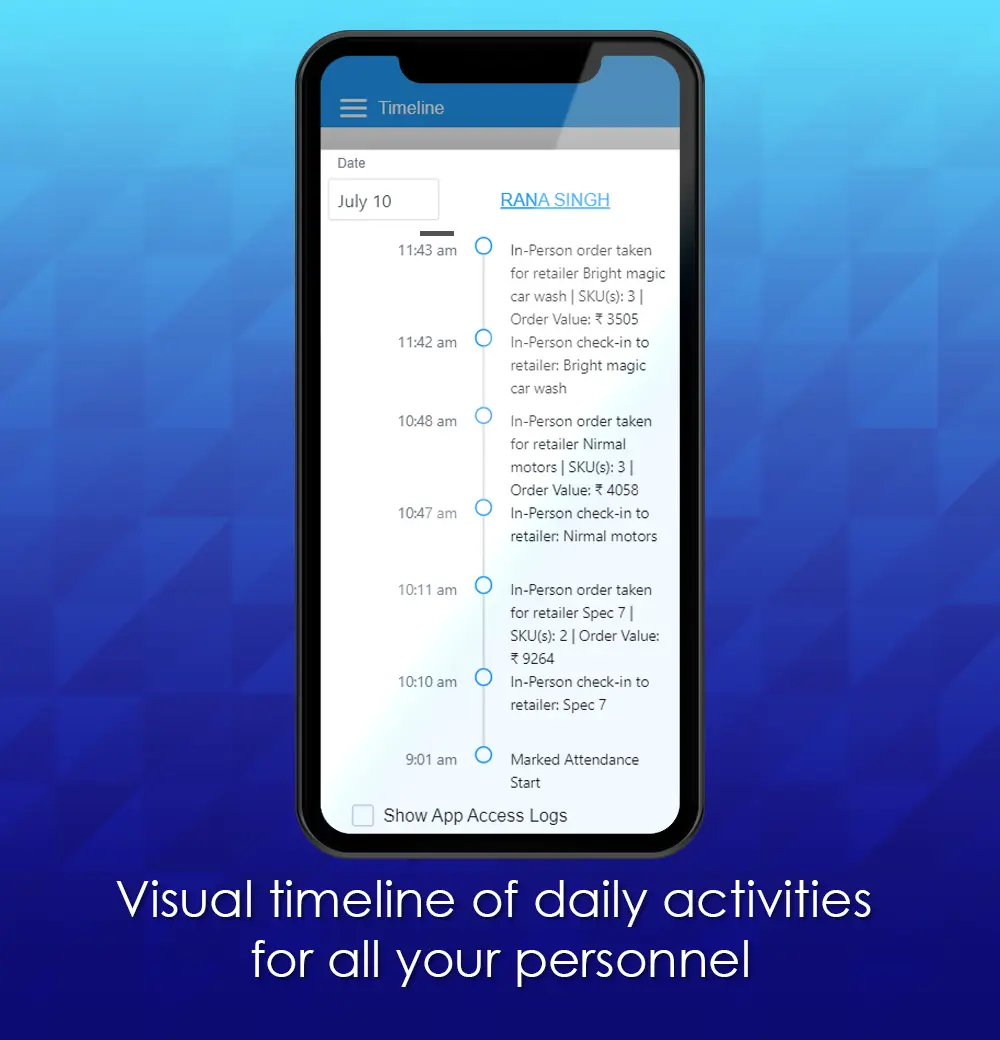 Timeline
Date
July 10
RANA SINGH
11:43 am
In-Person order taken
for retailer Bright magic
car wash | SKU(s): 3 |
Order Value: ₹ 3505
11:42 am
In-Person check-in to
retailer: Bright magic
car wash
10:48 am
In-Person order taken
for retailer Nirmal
motors | SKU(s): 3 |
Order Value: ₹ 4058
10:47 am
In-Person check-in to
retailer: Nirmal motors
10:11 am
In-Person order taken
for retailer Spec 7 |
SKU(s): 2 | Order Value:
₹ 9264
10:10 am
In-Person check-in to
retailer: Spec 7
9:01 am
Marked Attendance
Start
Show App Access Logs
Visual timeline of daily activities
for all your personnel